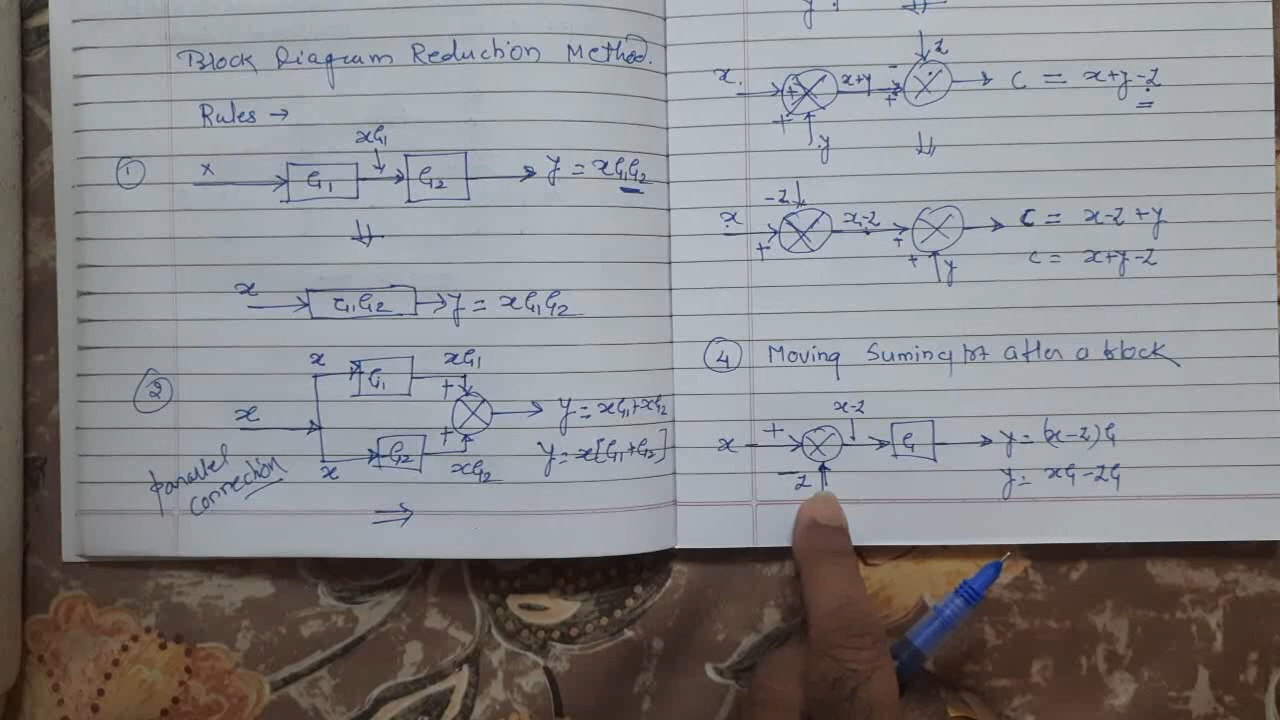 Block Diagram Reduction Method.
Rules →
xG1
① x G1 G2 y = xG1G2
⇓
x G1G2 y = xG1G2
② x G1 xG1
+
x y = xG1+xG2
+
x G2 xG2 y = x[G1+G2]
parallel
connection
⇒
y
⇓
z
x + x+y - + C = x+y-z
+ y
⇓
-z
x + x-z + C = x-z+y
+ y C = x+y-z
④ Moving Suming pt after a block
x-z
x + G y = (x-z)G
-z y = xG-zG